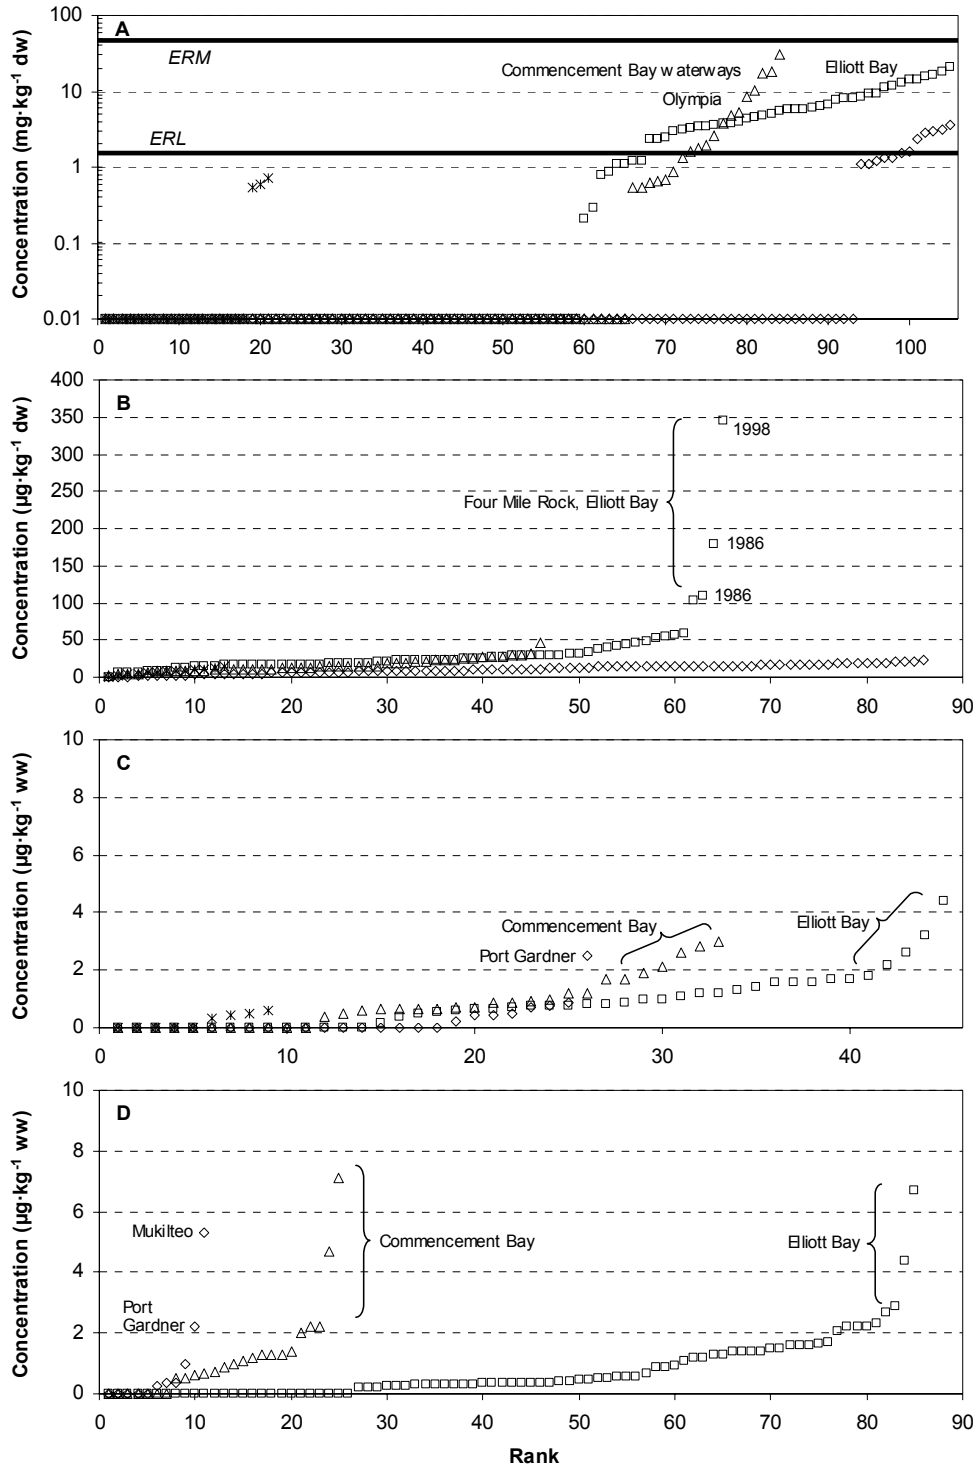 A
100
10
1
0.1
0.01
Concentration (mg·kg⁻¹ dw)
ERM
ERL
Commencement Bay waterways
Olympia
Elliott Bay
0 10 20 30 40 50 60 70 80 90 100
B
400
350
300
250
200
150
100
50
0
Concentration (µg·kg⁻¹ dw)
Four Mile Rock, Elliott Bay
1998
1986
1986
0 10 20 30 40 50 60 70 80 90
C
10
8
6
4
2
0
Concentration (µg·kg⁻¹ ww)
Commencement Bay
Port Gardner
Elliott Bay
0 10 20 30 40
D
10
8
6
4
2
0
Concentration (µg·kg⁻¹ ww)
Mukilteo
Port
Gardner
Commencement Bay
Elliott Bay
0 10 20 30 40 50 60 70 80 90
Rank